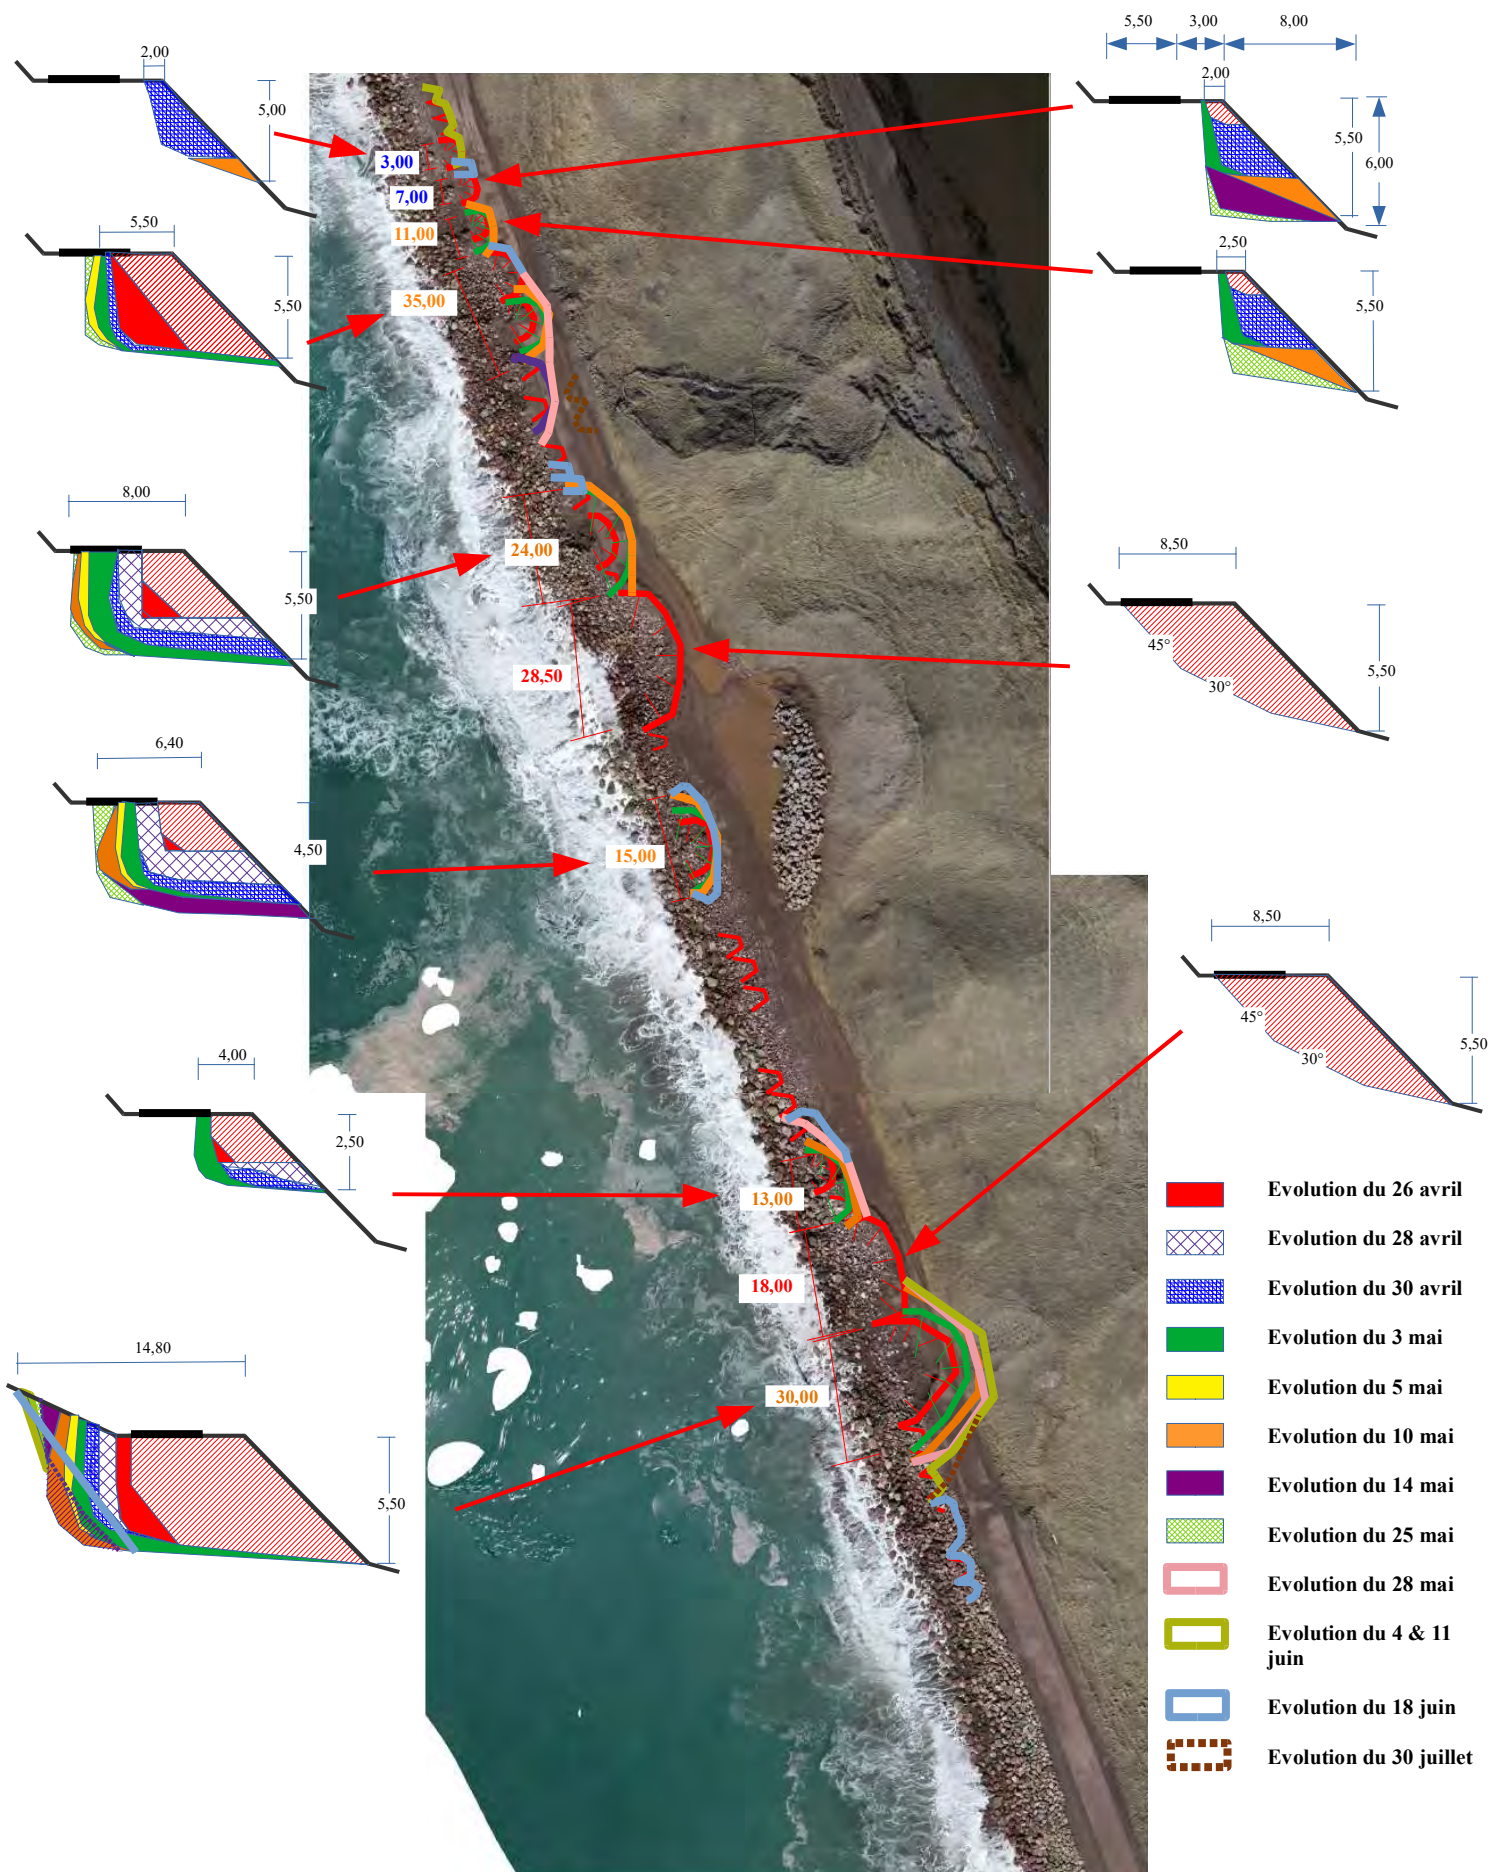 5,50 3,00 8,00
2,00
2,00
5,00
5,50
6,00
3,00
7,00
11,00
5,50
2,50
5,50
35,00
5,50
8,00
24,00
8,50
5,50
45°
30°
5,50
28,50
6,40
4,50
15,00
8,50
45°
30°
5,50
4,00
2,50
13,00
18,00
14,80
30,00
5,50
Evolution du 26 avril
Evolution du 28 avril
Evolution du 30 avril
Evolution du 3 mai
Evolution du 5 mai
Evolution du 10 mai
Evolution du 14 mai
Evolution du 25 mai
Evolution du 28 mai
Evolution du 4 & 11
juin
Evolution du 18 juin
Evolution du 30 juillet